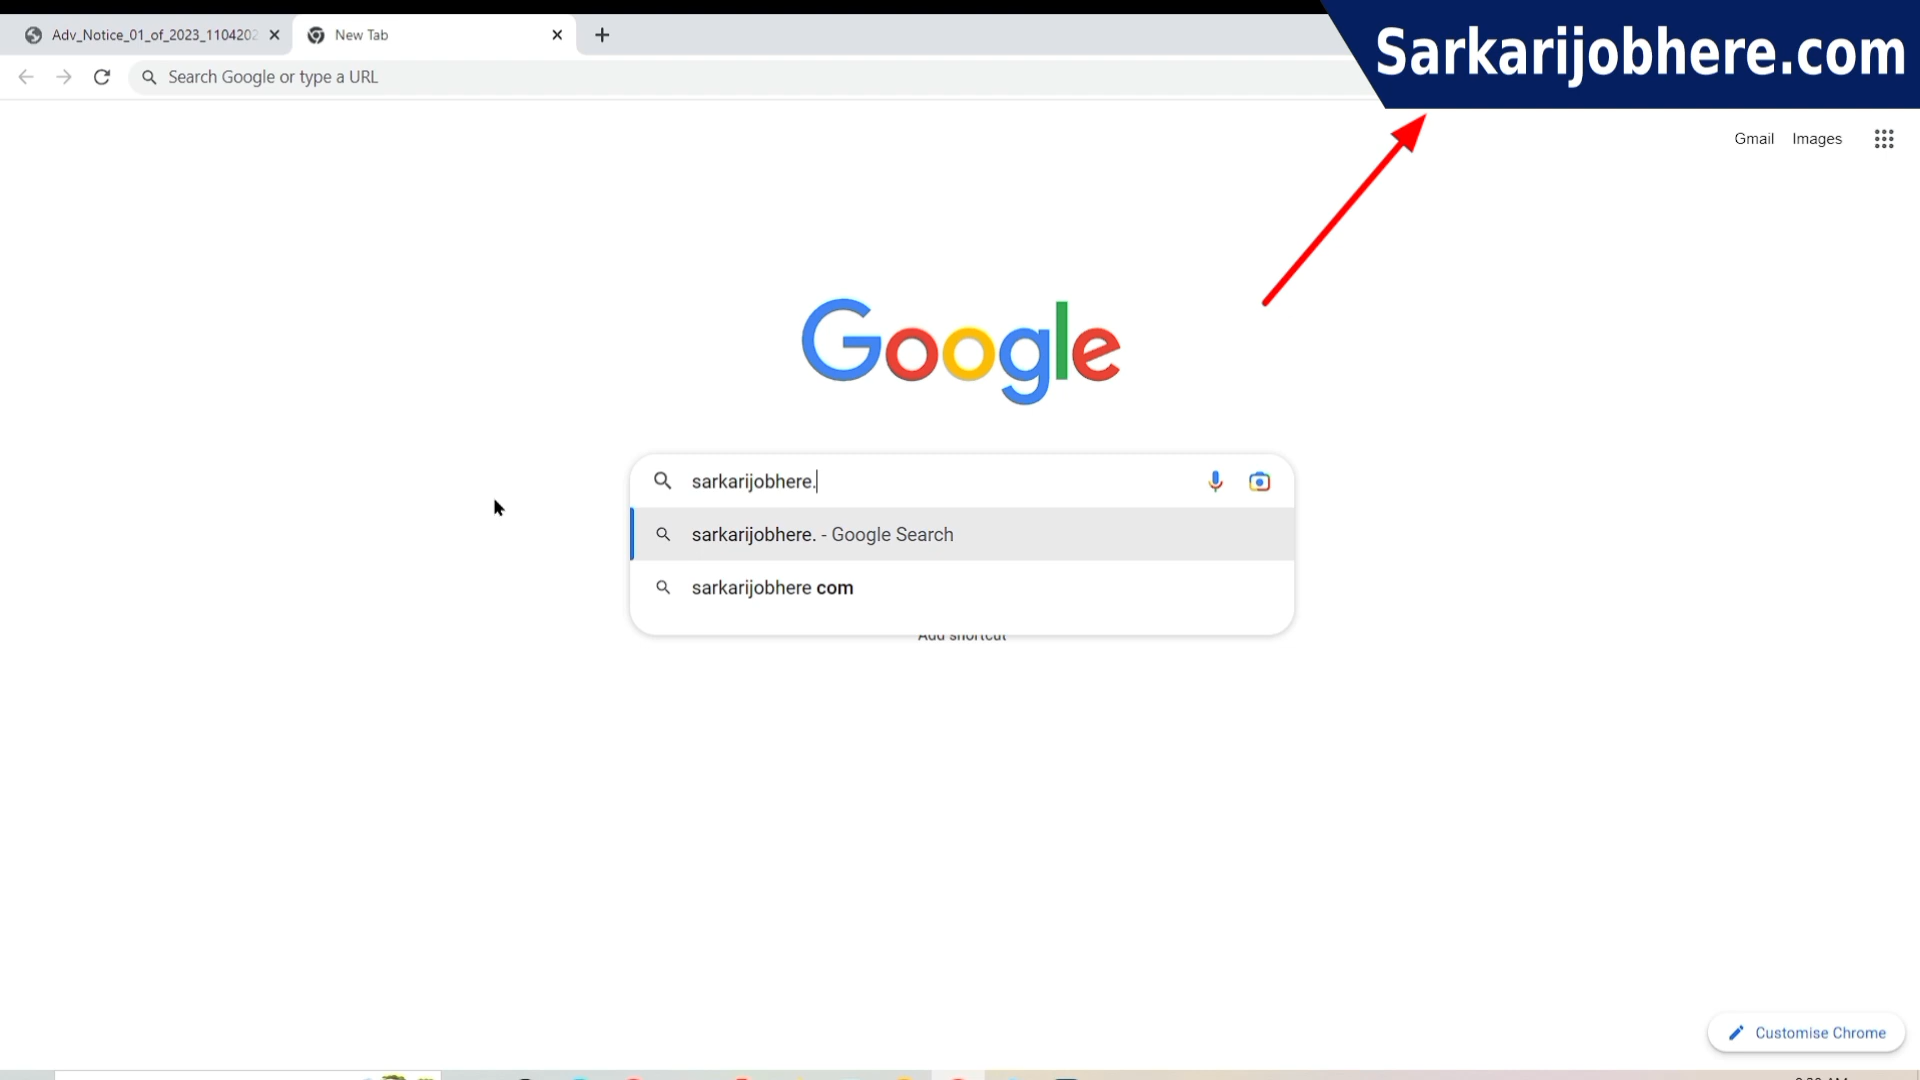 Adv_Notice_01_of_2023_1104202
New Tab
Sarkarijobhere.com
Search Google or type a URL
Gmail Images
Google
sarkarijobhere.
sarkarijobhere. - Google Search
sarkarijobhere com
Add shortcut
Customise Chrome